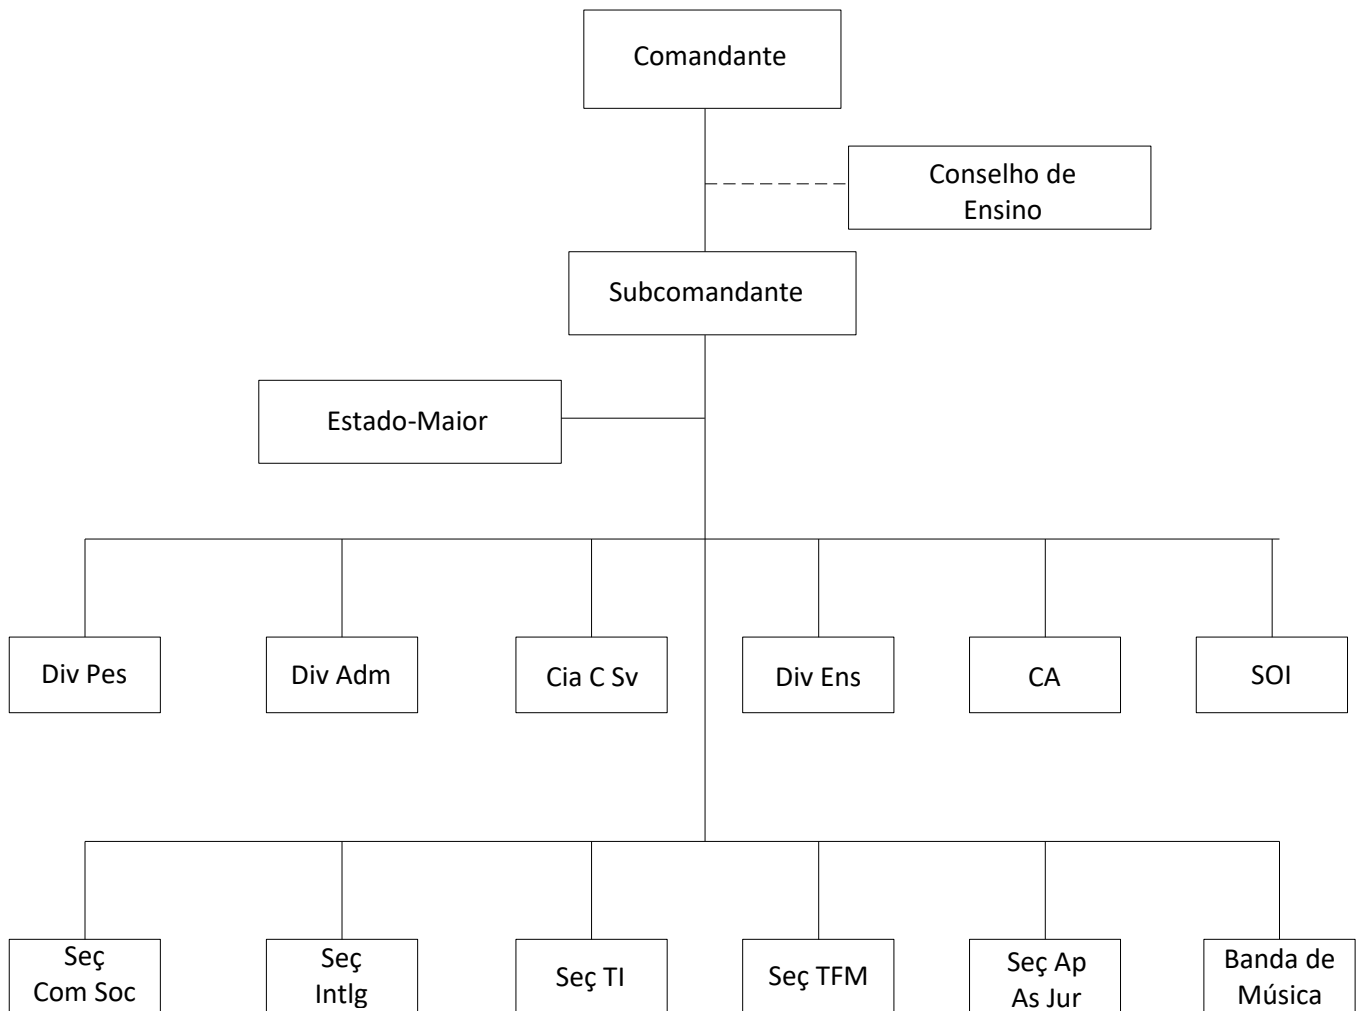 Comandante
Conselho de
Ensino
Subcomandante
Estado-Maior
Div Pes
Div Adm
Cia C Sv
Div Ens
CA
SOI
Seç
Com Soc
Seç
Intlg
Seç TI
Seç TFM
Seç Ap
As Jur
Banda de
Música